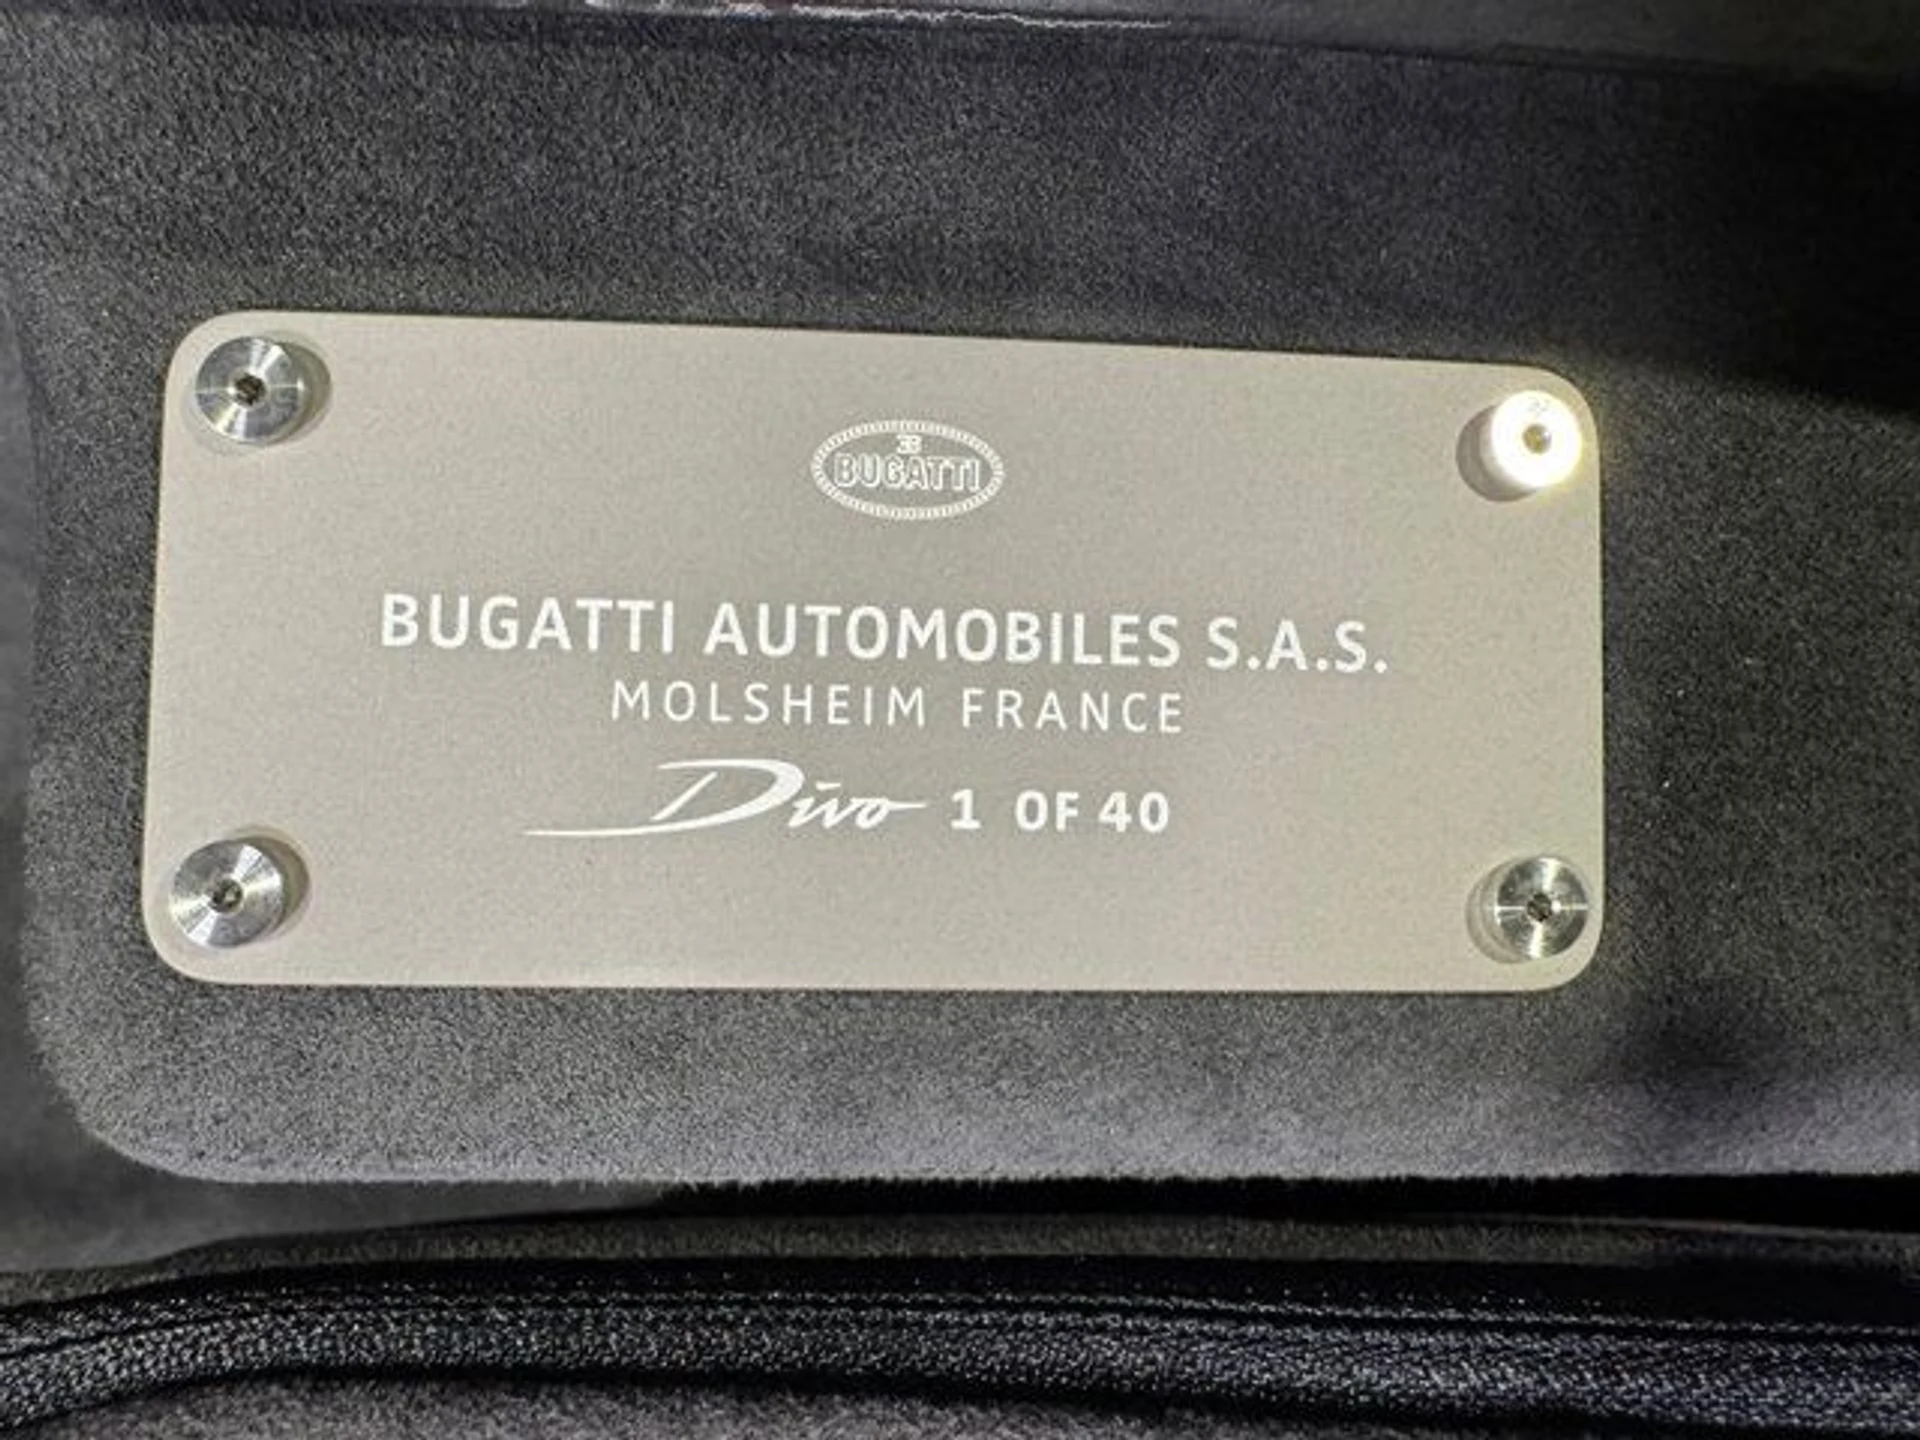 BUGATTI
BUGATTI AUTOMOBILES S.A.S.
MOLSHEIM FRANCE
Divo 1 OF 40